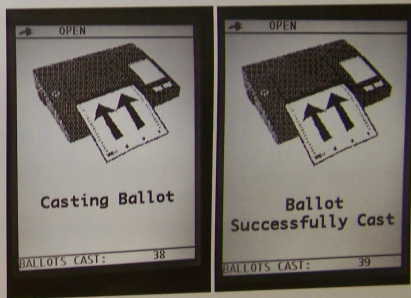 OPEN
Casting Ballot
BALLOTS CAST: 38
OPEN
Ballot
Successfully Cast
BALLOTS CAST: 39